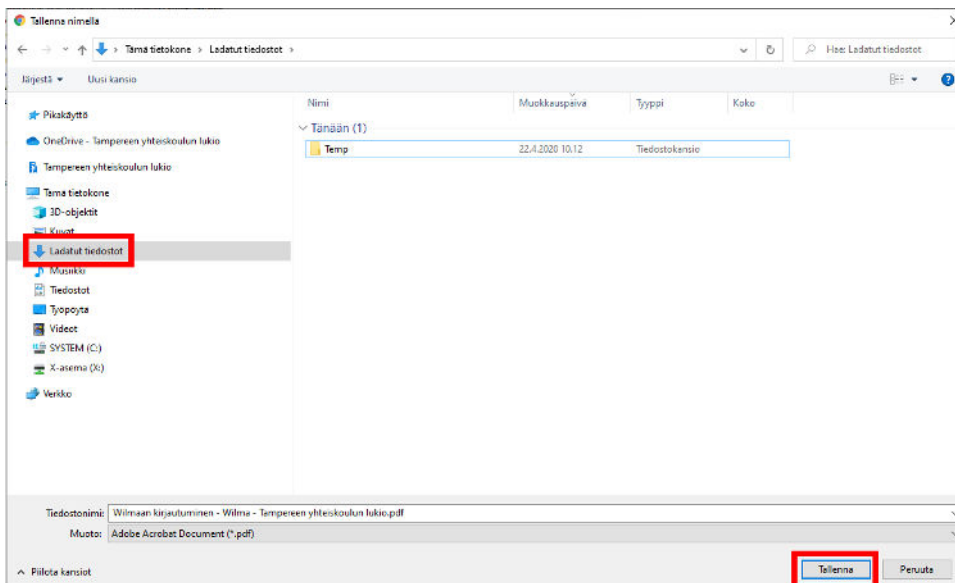 Tallenna nimellä
Tämä tietokone > Ladatut tiedostot >
Hae: Ladatut tiedostot
Järjestä
Uusi kansio
Nimi
Muokkauspäivä
Tyyppi
Koko
Pikakäyttö
Tänään (1)
OneDrive - Tampereen yhteiskoulun lukio
Temp
22.4.2020 10.12
Tiedostokansio
Tampereen yhteiskoulun lukio
Tämä tietokone
3D-objektit
Kuvat
Ladatut tiedostot
Musiikki
Tiedostot
Työpöytä
Videot
SYSTEM (C:)
X-asema (X:)
Verkko
Tiedostonimi: Wilmaan kirjautuminen - Wilma - Tampereen yhteiskoulun lukio.pdf
Muoto: Adobe Acrobat Document (*.pdf)
Piilota kansiot
Tallenna
Peruuta